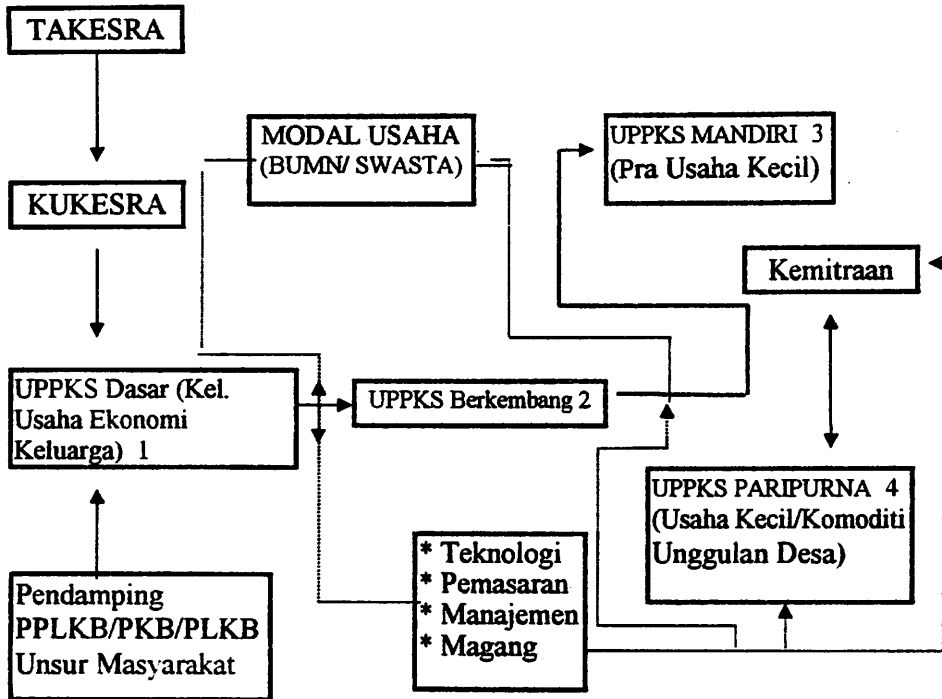 TAKESRA
MODAL USAHA
(BUMN/ SWASTA)
UPPKS MANDIRI 3
(Pra Usaha Kecil)
KUKESRA
Kemitraan
UPPKS Dasar (Kel.
Usaha Ekonomi
Keluarga) 1
UPPKS Berkembang 2
UPPKS PARIPURNA 4
(Usaha Kecil/Komoditi
Unggulan Desa)
* Teknologi
* Pemasaran
* Manajemen
* Magang
Pendamping
PPLKB/PKB/PLKB
Unsur Masyarakat